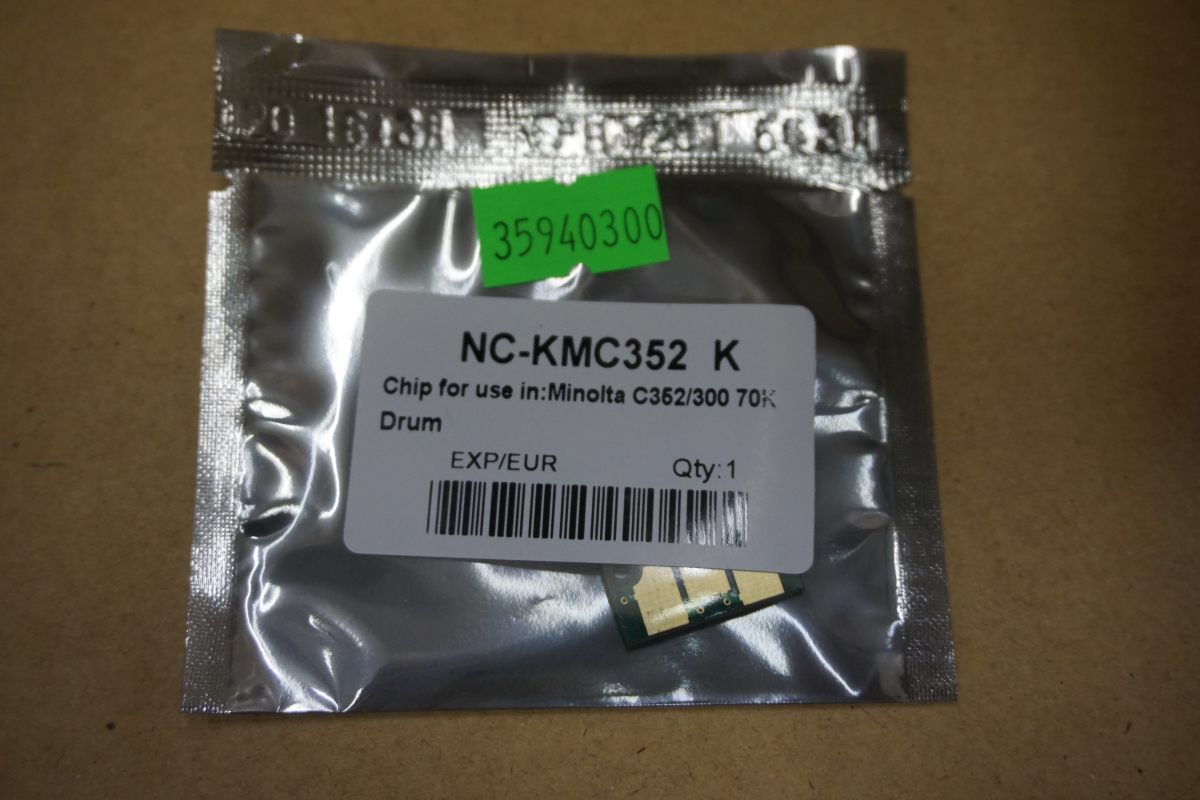 35940300
NC-KMC352 K
Chip for use in:Minolta C352/300 70K
Drum
EXP/EUR
Qty:1